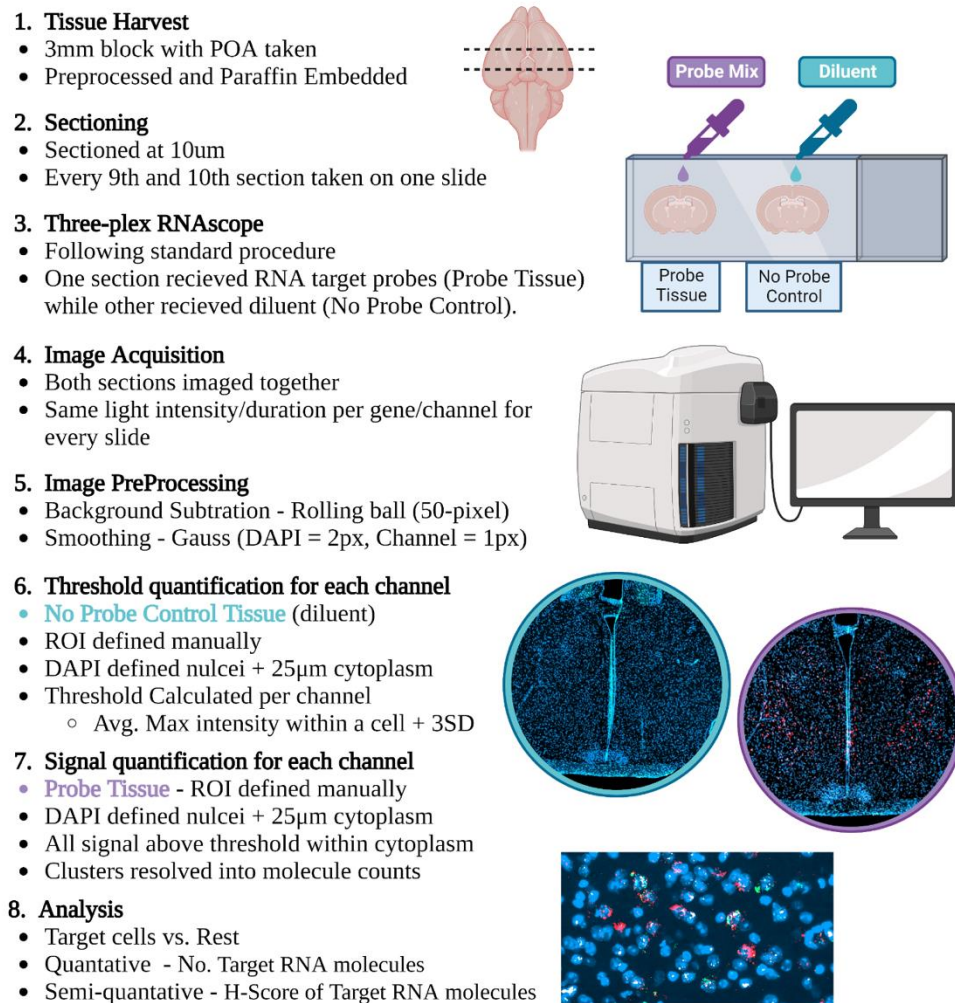 1. Tissue Harvest
• 3mm block with POA taken
• Preprocessed and Paraffin Embedded
2. Sectioning
• Sectioned at 10um
• Every 9th and 10th section taken on one slide
3. Three-plex RNAscope
• Following standard procedure
• One section recieved RNA target probes (Probe Tissue)
while other recieved diluent (No Probe Control).
Probe Mix
Diluent
Probe
Tissue
No Probe
Control
4. Image Acquisition
• Both sections imaged together
• Same light intensity/duration per gene/channel for
every slide
5. Image PreProcessing
• Background Subtration - Rolling ball (50-pixel)
• Smoothing - Gauss (DAPI = 2px, Channel = 1px)
6. Threshold quantification for each channel
• No Probe Control Tissue (diluent)
• ROI defined manually
• DAPI defined nulcei + 25μm cytoplasm
• Threshold Calculated per channel
○ Avg. Max intensity within a cell + 3SD
7. Signal quantification for each channel
• Probe Tissue - ROI defined manually
• DAPI defined nulcei + 25μm cytoplasm
• All signal above threshold within cytoplasm
• Clusters resolved into molecule counts
8. Analysis
• Target cells vs. Rest
• Quantative - No. Target RNA molecules
• Semi-quantative - H-Score of Target RNA molecules